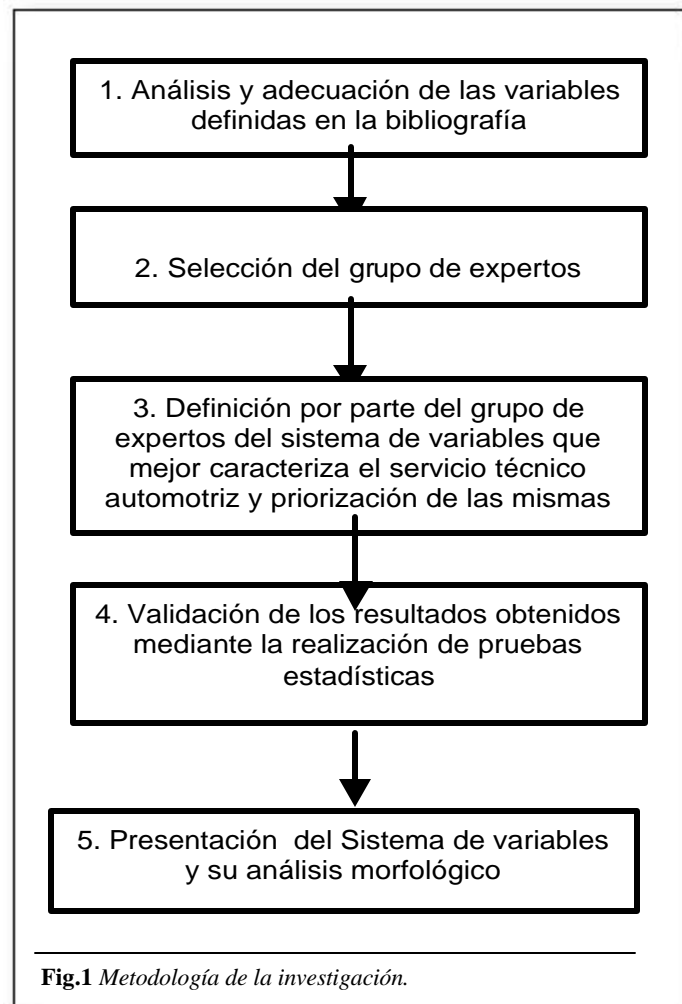 1. Análisis y adecuación de las variables
definidas en la bibliografía
2. Selección del grupo de expertos
3. Definición por parte del grupo de
expertos del sistema de variables que
mejor caracteriza el servicio técnico
automotriz y priorización de las mismas
4. Validación de los resultados obtenidos
mediante la realización de pruebas
estadísticas
5. Presentación  del Sistema de variables
y su análisis morfológico
Fig.1 Metodología de la investigación.